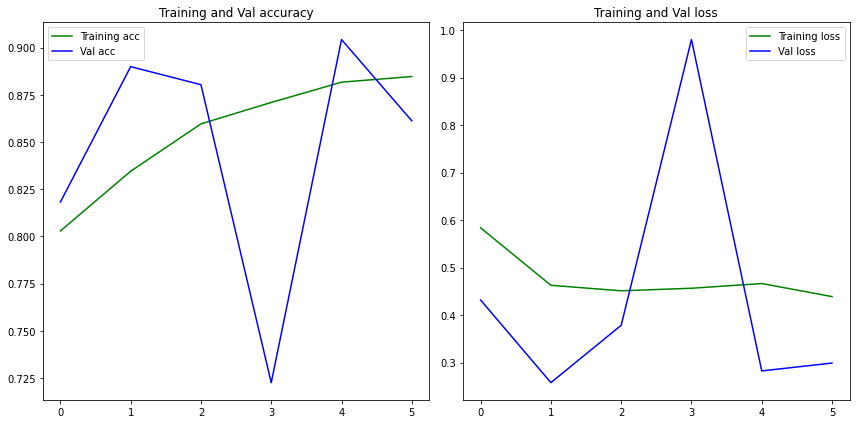 Training and Val accuracy
Training acc
Val acc
0.900
0.875
0.850
0.825
0.800
0.775
0.750
0.725
0 1 2 3 4 5
Training and Val loss
Training loss
Val loss
1.0
0.9
0.8
0.7
0.6
0.5
0.4
0.3
0 1 2 3 4 5